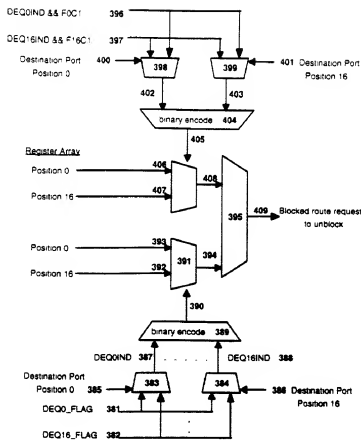 DEQ0IND && F0C1 396
DEQ16IND && F16C1 397
Destination Port 400
Position 0
398
399
401 Destination Port
Position 16
402
403
binary encode 404
405
Register Array
Position 0 406
408
Position 16 407
395
409 Blocked route request
to unblock
Position 0 393
391
394
Position 16 392
390
binary encode 389
DEQ0IND 387 . . . . . DEQ16IND 388
Destination Port
Position 0 385
383
384
386 Destination Port
Position 16
DEQ0_FLAG 381
DEQ16_FLAG 382